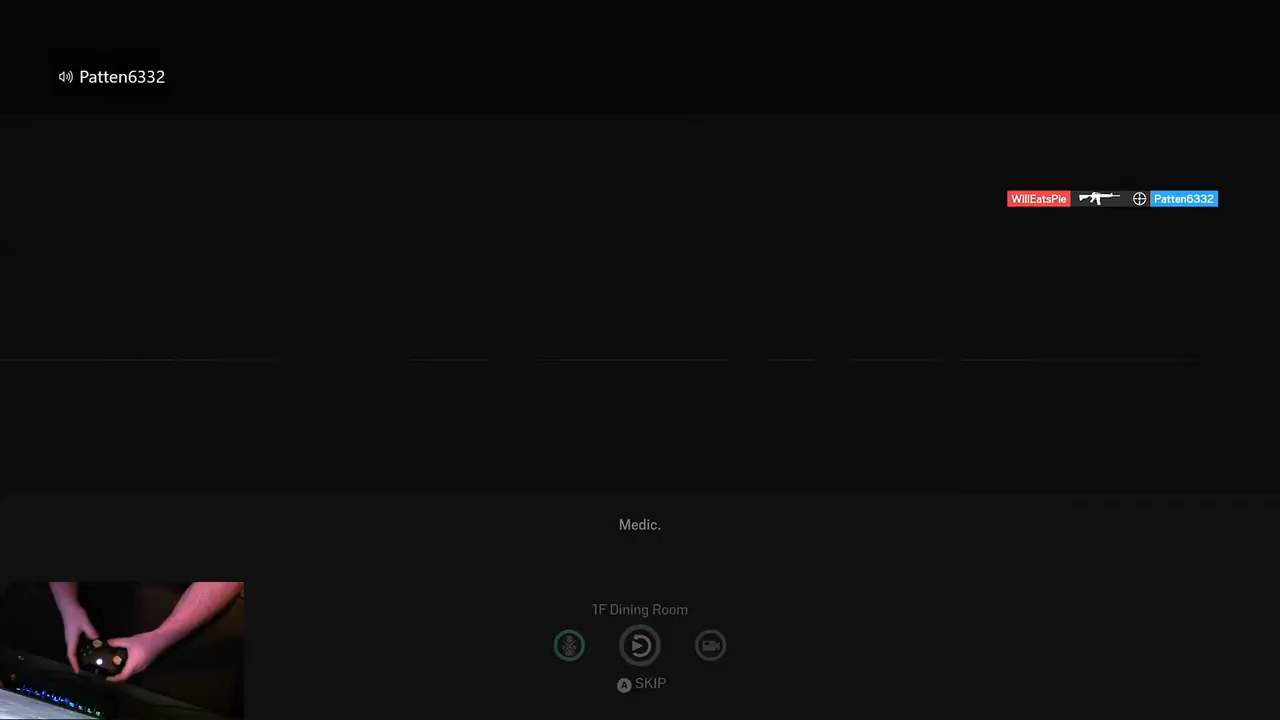 Patten6332
WillEatsPie Patten6332
Medic.
1F Dining Room
A SKIP